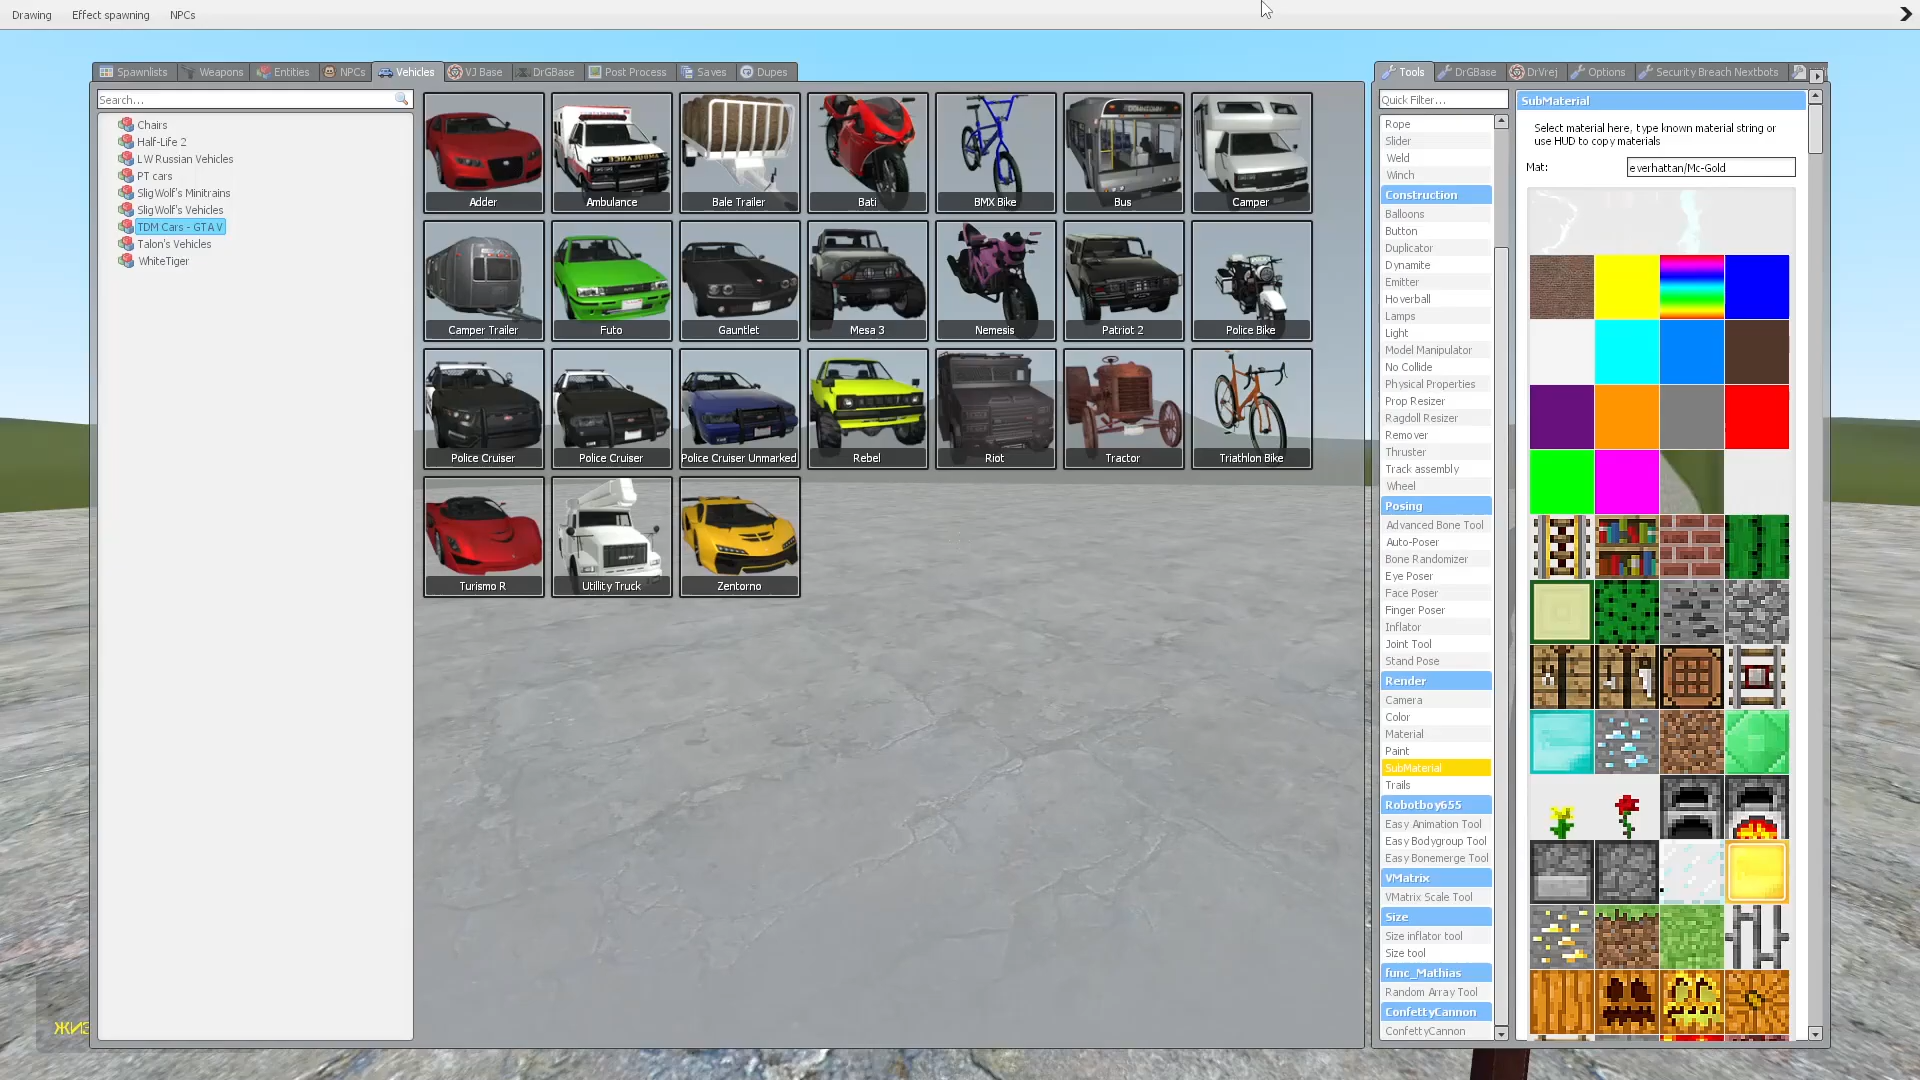 Drawing Effect spawning NPCs
Spawnlists Weapons Entities NPCs Vehicles VJ Base DrGBase Post Process Saves Dupes
Search...
Chairs
Half-Life 2
LW Russian Vehicles
PT cars
SligWolf's Minitrains
SligWolf's Vehicles
TDM Cars - GTA V
Talon's Vehicles
WhiteTiger
DOWNTOWN
AMBULANCE
Adder Ambulance Bale Trailer Bati BMX Bike Bus Camper
Camper Trailer Futo Gauntlet Mesa 3 Nemesis Patriot 2 Police Bike
Police Cruiser Police Cruiser Police Cruiser Unmarked Rebel Riot Tractor Triathlon Bike
Turismo R Utillity Truck Zentorno
Tools DrGBase DrVrej Options Security Breach Nextbots
Quick Filter...
Rope
Slider
Weld
Winch
Construction
Balloons
Button
Duplicator
Dynamite
Emitter
Hoverball
Lamps
Light
Model Manipulator
No Collide
Physical Properties
Prop Resizer
Ragdoll Resizer
Remover
Thruster
Track assembly
Wheel
Posing
Advanced Bone Tool
Auto-Poser
Bone Randomizer
Eye Poser
Face Poser
Finger Poser
Inflator
Joint Tool
Stand Pose
Render
Camera
Color
Material
Paint
SubMaterial
Trails
Robotboy655
Easy Animation Tool
Easy Bodygroup Tool
Easy Bonemerge Tool
VMatrix
VMatrix Scale Tool
Size
Size inflator tool
Size tool
func_Mathias
Random Array Tool
ConfettyCannon
ConfettyCannon
SubMaterial
Select material here, type known material string or
use HUD to copy materials
Mat: everhattan/Mc-Gold
ЖИЗ